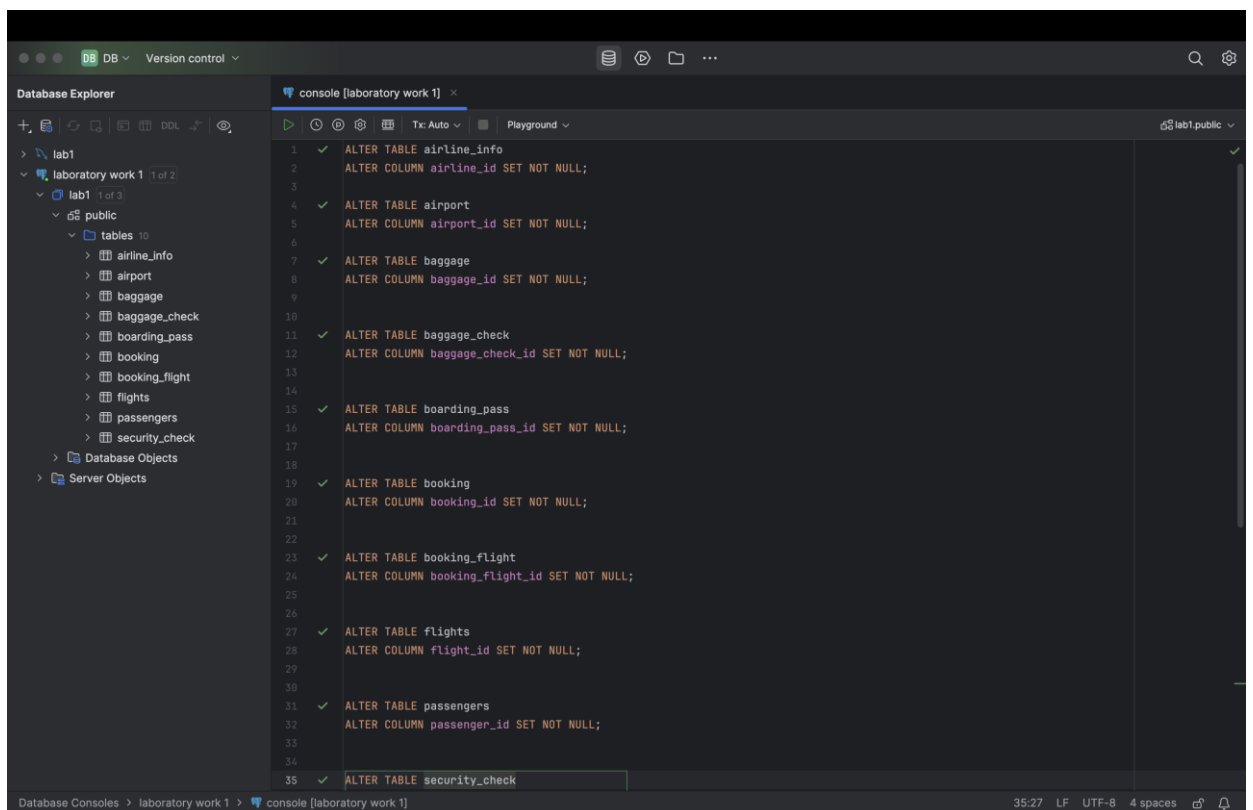 DB DB Version control
Database Explorer
console [laboratory work 1]
DDL
Tx: Auto
Playground
lab1.public
lab1
laboratory work 1 1 of 2
lab1 1 of 3
public
tables 10
airline_info
airport
baggage
baggage_check
boarding_pass
booking
booking_flight
flights
passengers
security_check
Database Objects
Server Objects
1 ALTER TABLE airline_info
2 ALTER COLUMN airline_id SET NOT NULL;
3
4 ALTER TABLE airport
5 ALTER COLUMN airport_id SET NOT NULL;
6
7 ALTER TABLE baggage
8 ALTER COLUMN baggage_id SET NOT NULL;
9
10
11 ALTER TABLE baggage_check
12 ALTER COLUMN baggage_check_id SET NOT NULL;
13
14
15 ALTER TABLE boarding_pass
16 ALTER COLUMN boarding_pass_id SET NOT NULL;
17
18
19 ALTER TABLE booking
20 ALTER COLUMN booking_id SET NOT NULL;
21
22
23 ALTER TABLE booking_flight
24 ALTER COLUMN booking_flight_id SET NOT NULL;
25
26
27 ALTER TABLE flights
28 ALTER COLUMN flight_id SET NOT NULL;
29
30
31 ALTER TABLE passengers
32 ALTER COLUMN passenger_id SET NOT NULL;
33
34
35 ALTER TABLE security_check
Database Consoles > laboratory work 1 > console [laboratory work 1]
35:27 LF UTF-8 4 spaces